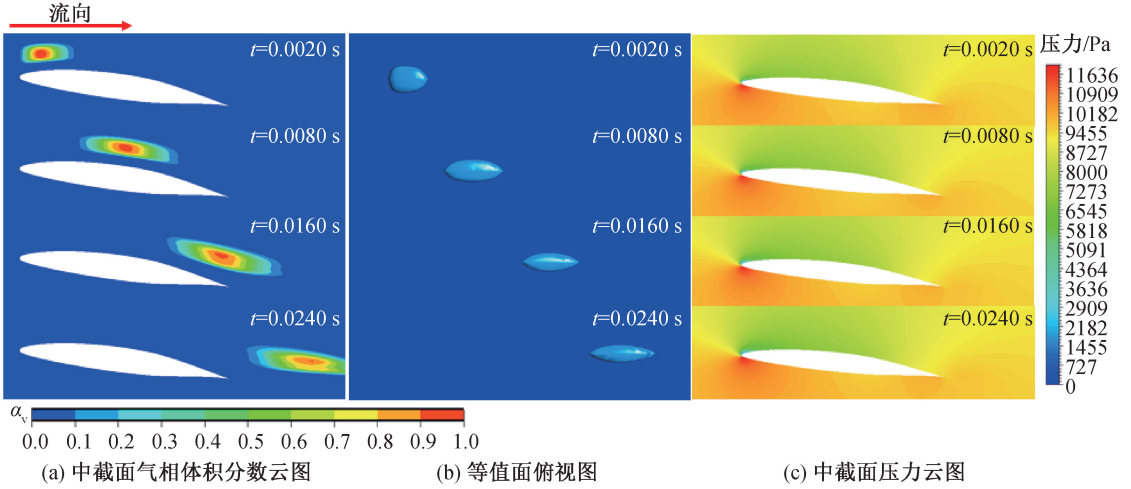 流向
t=0.0020 s
t=0.0080 s
t=0.0160 s
t=0.0240 s
αv
0.0 0.1 0.2 0.3 0.4 0.5 0.6 0.7 0.8 0.9 1.0
(a) 中截面气相体积分数云图
t=0.0020 s
t=0.0080 s
t=0.0160 s
t=0.0240 s
(b) 等值面俯视图
t=0.0020 s
t=0.0080 s
t=0.0160 s
t=0.0240 s
(c) 中截面压力云图
压力/Pa
11636
10909
10182
9455
8727
8000
7273
6545
5818
5091
4364
3636
2909
2182
1455
727
0